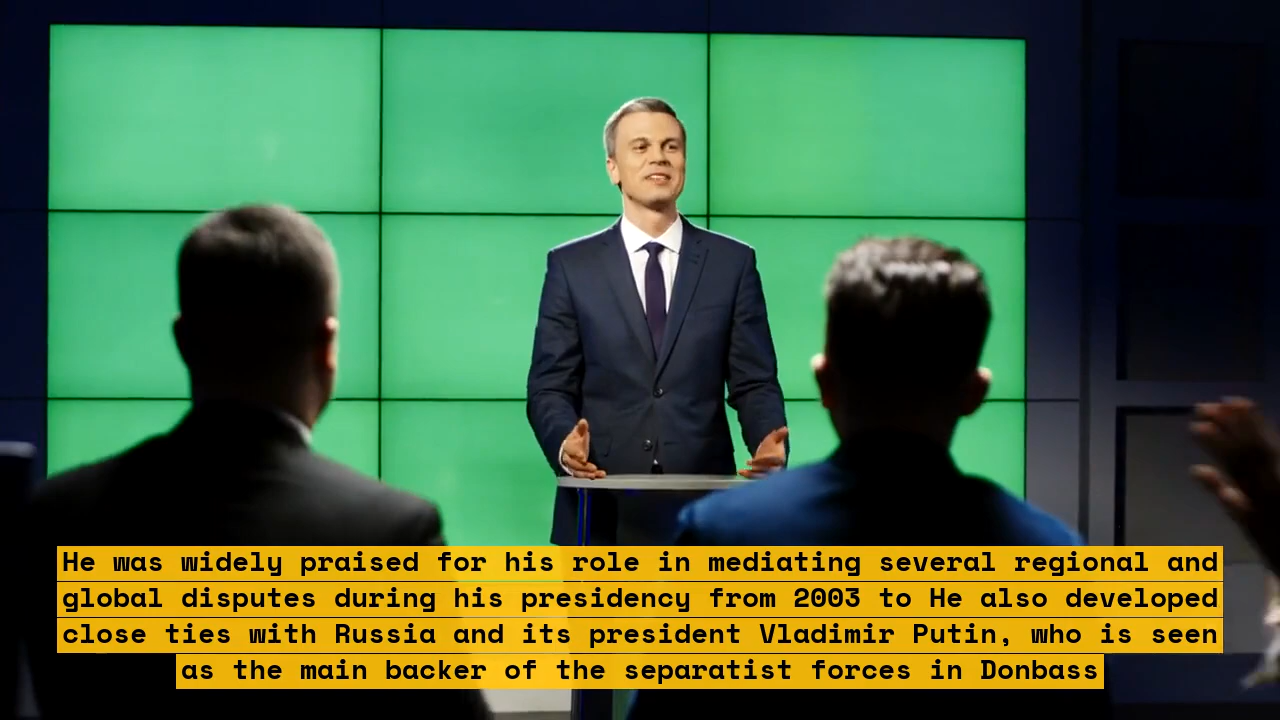 He was widely praised for his role in mediating several regional and
global disputes during his presidency from 2003 to He also developed
close ties with Russia and its president Vladimir Putin, who is seen
as the main backer of the separatist forces in Donbass